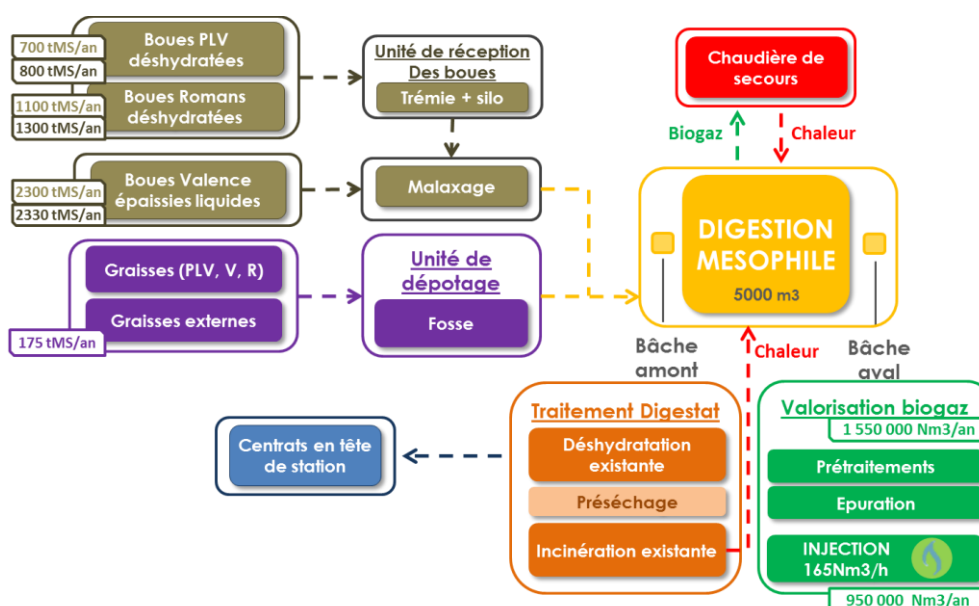 700 tMS/an
800 tMS/an
Boues PLV
déshydratées
1100 tMS/an
1300 tMS/an
Boues Romans
déshydratées
Unité de réception
Des boues
Trémie + silo
Chaudière de
secours
Biogaz
Chaleur
2300 tMS/an
2330 tMS/an
Boues Valence
épaissies liquides
Malaxage
DIGESTION
MESOPHILE
5000 m3
Graisses (PLV, V, R)
Graisses externes
175 tMS/an
Unité de
dépotage
Fosse
Bâche
amont
Chaleur
Bâche
aval
Centrats en tête
de station
Traitement Digestat
Déshydratation
existante
Préséchage
Incinération existante
Valorisation biogaz
1 550 000 Nm3/an
Prétraitements
Epuration
INJECTION
165Nm3/h
950 000 Nm3/an